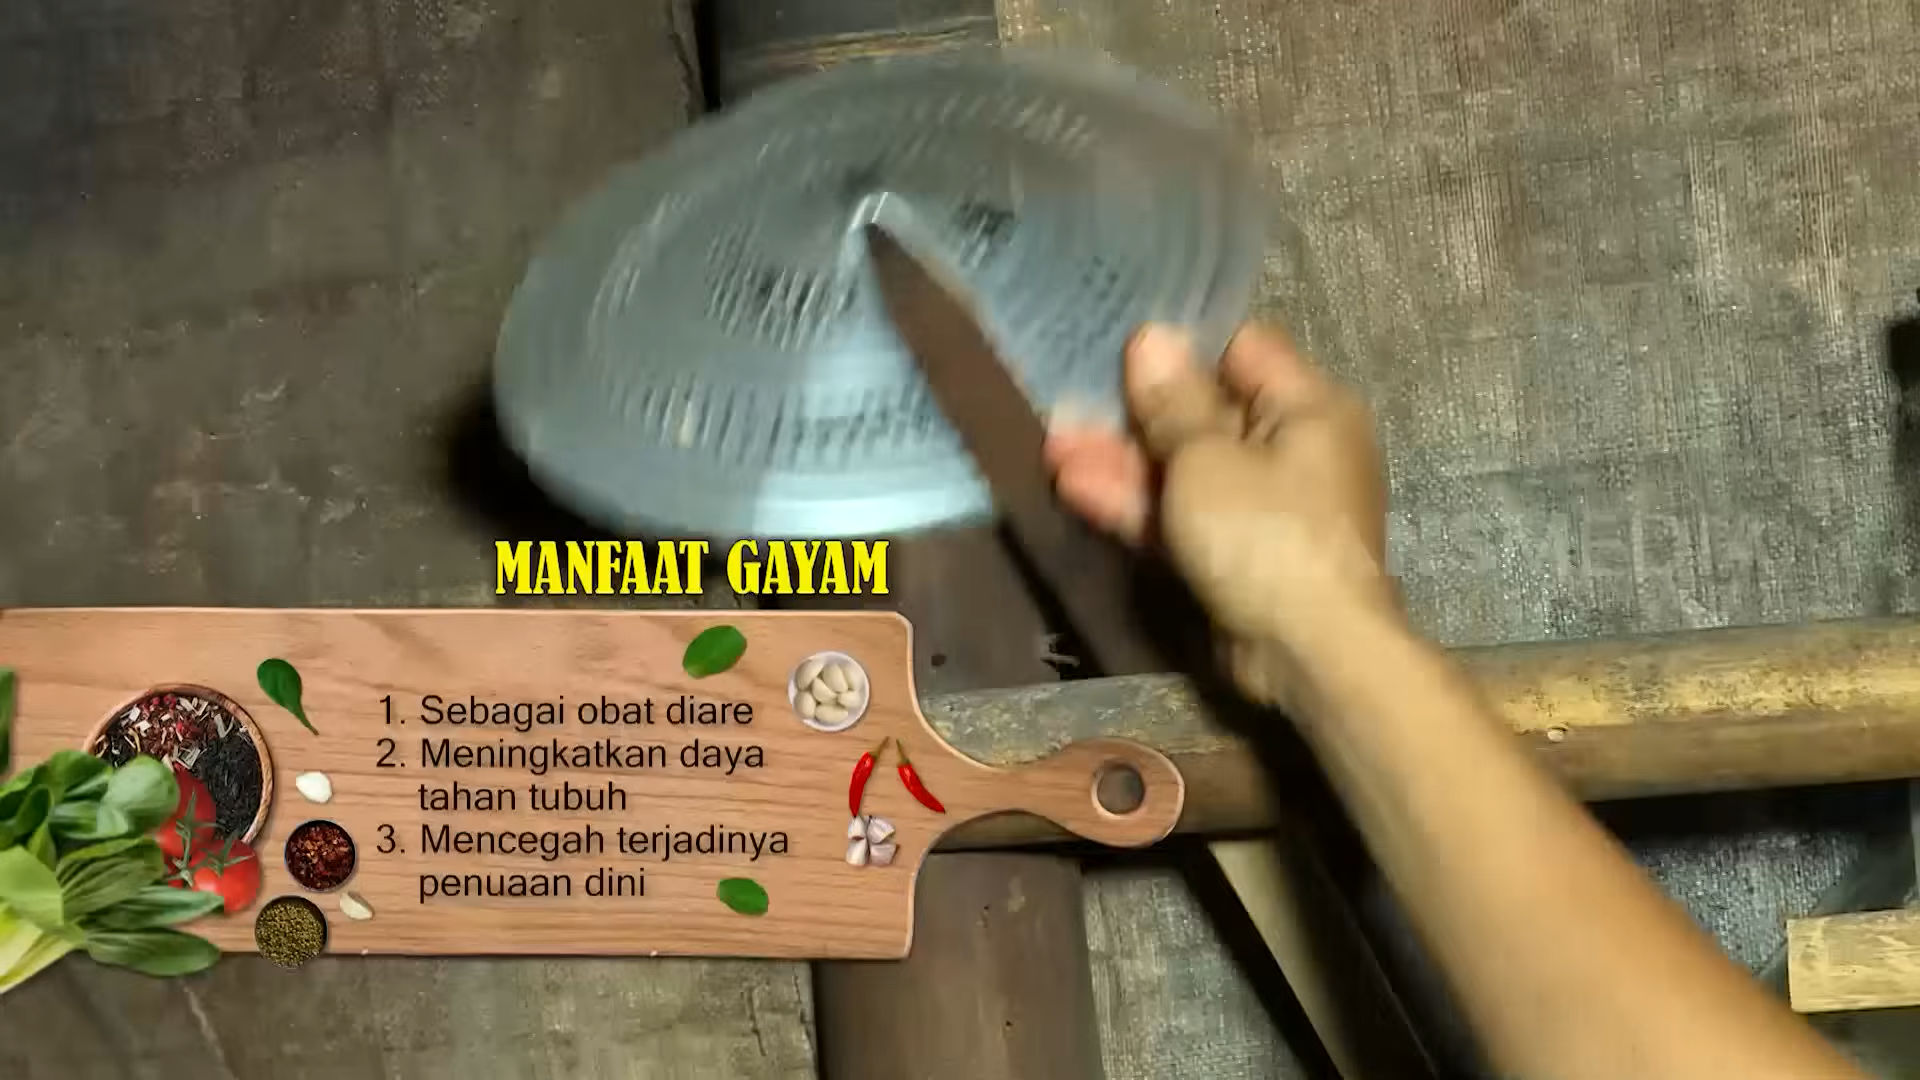 MANFAAT GAYAM
1. Sebagai obat diare
2. Meningkatkan daya
tahan tubuh
3. Mencegah terjadinya
penuaan dini